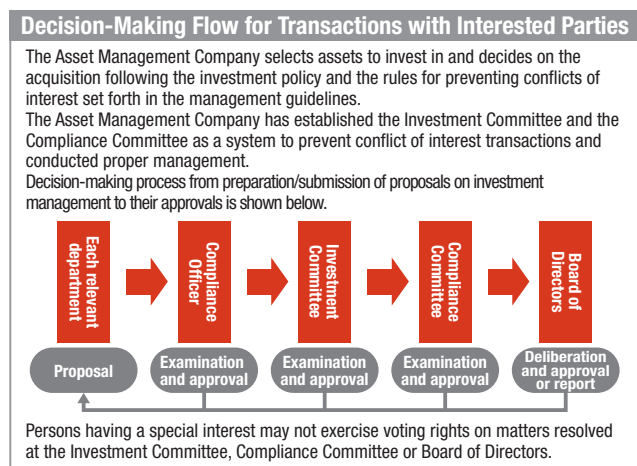 Decision-Making Flow for Transactions with Interested Parties
The Asset Management Company selects assets to invest in and decides on the
acquisition following the investment policy and the rules for preventing conflicts of
interest set forth in the management guidelines.
The Asset Management Company has established the Investment Committee and the
Compliance Committee as a system to prevent conflict of interest transactions and
conducted proper management.
Decision-making process from preparation/submission of proposals on investment
management to their approvals is shown below.
Each relevant
department
Compliance
Officer
Investment
Committee
Compliance
Committee
Board of
Directors
Proposal
Examination
and approval
Examination
and approval
Examination
and approval
Deliberation
and approval
or report
Persons having a special interest may not exercise voting rights on matters resolved
at the Investment Committee, Compliance Committee or Board of Directors.